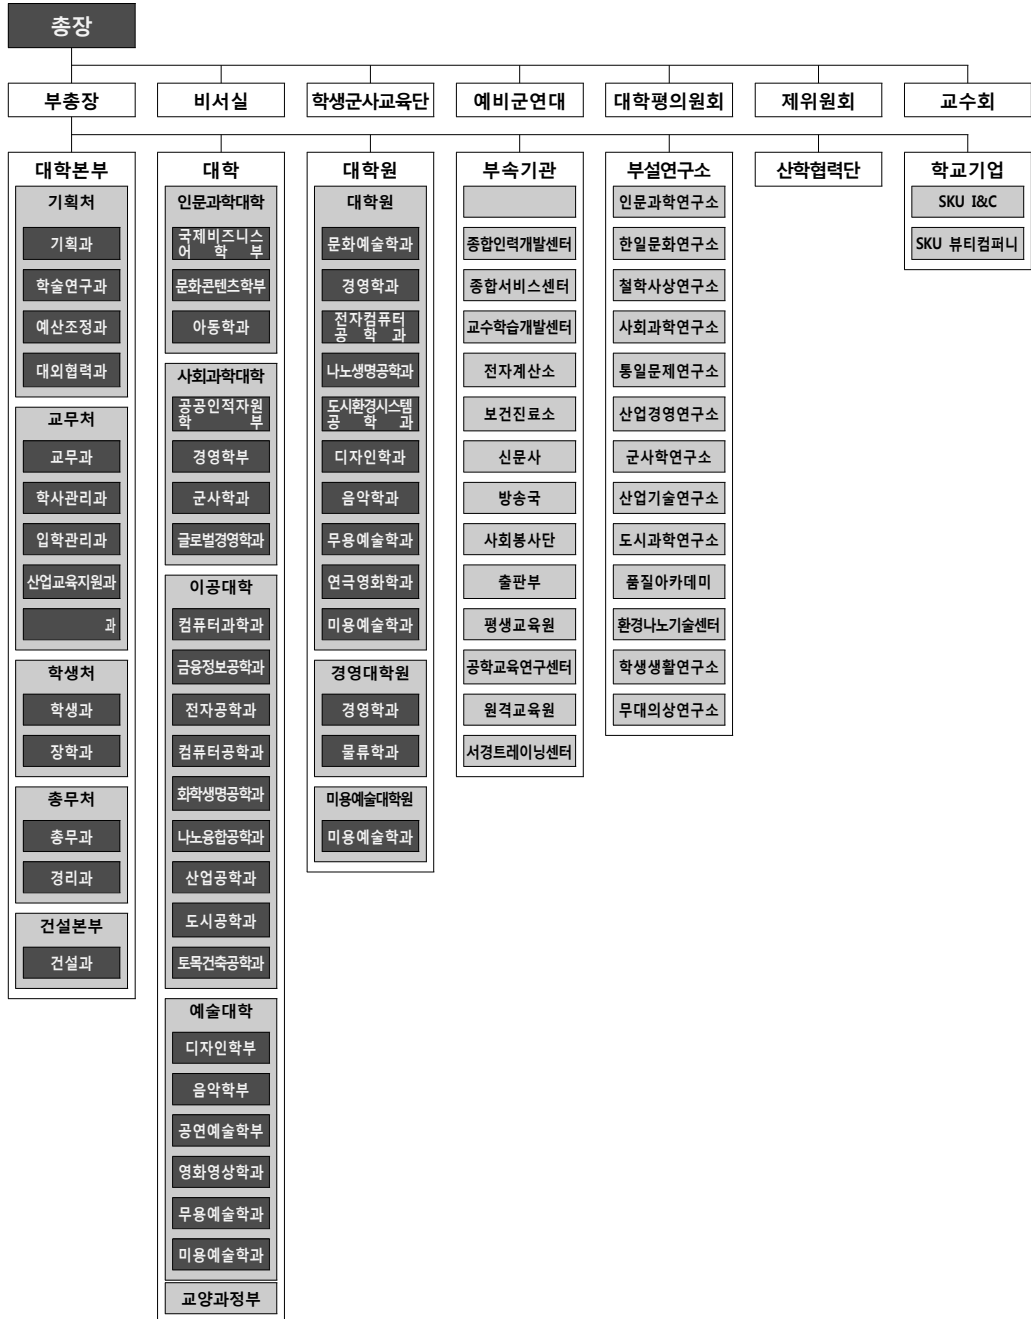 총장
부총장
비서실
학생군사교육단
예비군연대
대학평의원회
제위원회
교수회
대학본부
기획처
기획과
학술연구과
예산조정과
대외협력과
교무처
교무과
학사관리과
입학관리과
산업교육지원과
과
학생처
학생과
장학과
총무처
총무과
경리과
건설본부
건설과
대학
인문과학대학
국제비즈니스
어 학 부
문화콘텐츠학부
아동학과
사회과학대학
공공인적자원
학 부
경영학부
군사학과
글로벌경영학과
이공대학
컴퓨터과학과
금융정보공학과
전자공학과
컴퓨터공학과
화학생명공학과
나노융합공학과
산업공학과
도시공학과
토목건축공학과
예술대학
디자인학부
음악학부
공연예술학부
영화영상학과
무용예술학과
미용예술학과
교양과정부
대학원
대학원
문화예술학과
경영학과
전자컴퓨터
공 학 과
나노생명공학과
도시환경시스템
공 학 과
디자인학과
음악학과
무용예술학과
연극영화학과
미용예술학과
경영대학원
경영학과
물류학과
미용예술대학원
미용예술학과
부속기관
종합인력개발센터
종합서비스센터
교수학습개발센터
전자계산소
보건진료소
신문사
방송국
사회봉사단
출판부
평생교육원
공학교육연구센터
원격교육원
서경트레이닝센터
부설연구소
인문과학연구소
한일문화연구소
철학사상연구소
사회과학연구소
통일문제연구소
산업경영연구소
군사학연구소
산업기술연구소
도시과학연구소
품질아카데미
환경나노기술센터
학생생활연구소
무대의상연구소
산학협력단
학교기업
SKU I&C
SKU 뷰티컴퍼니